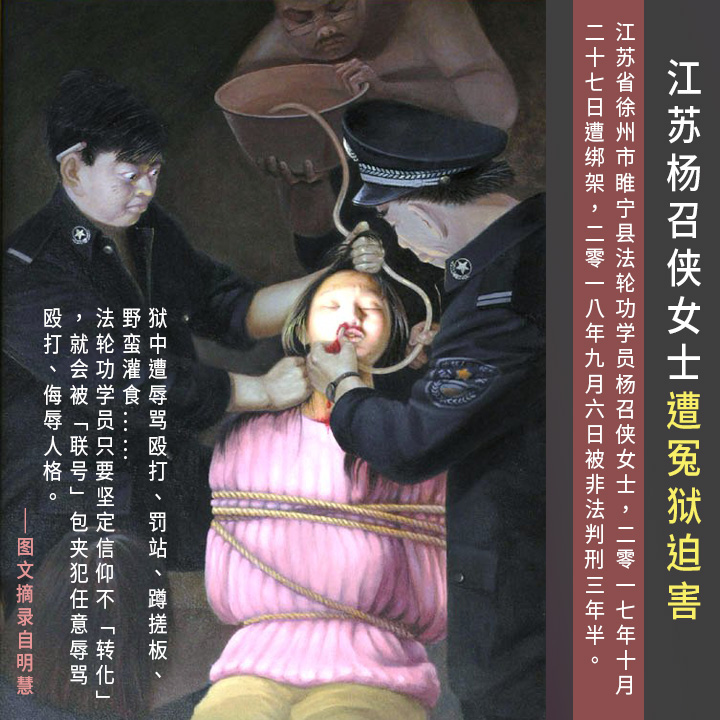 江苏杨召侠女士遭冤狱迫害
江苏省徐州市睢宁县法轮功学员杨召侠女士，二零一七年十月
二十七日遭绑架，二零一八年九月六日被非法判刑三年半。
狱中遭辱骂殴打、罚站、蹲搓板、
野蛮灌食……
法轮功学员只要坚定信仰不「转化」
，就会被「联号」包夹犯任意辱骂
殴打、侮辱人格。
—图文摘录自明慧